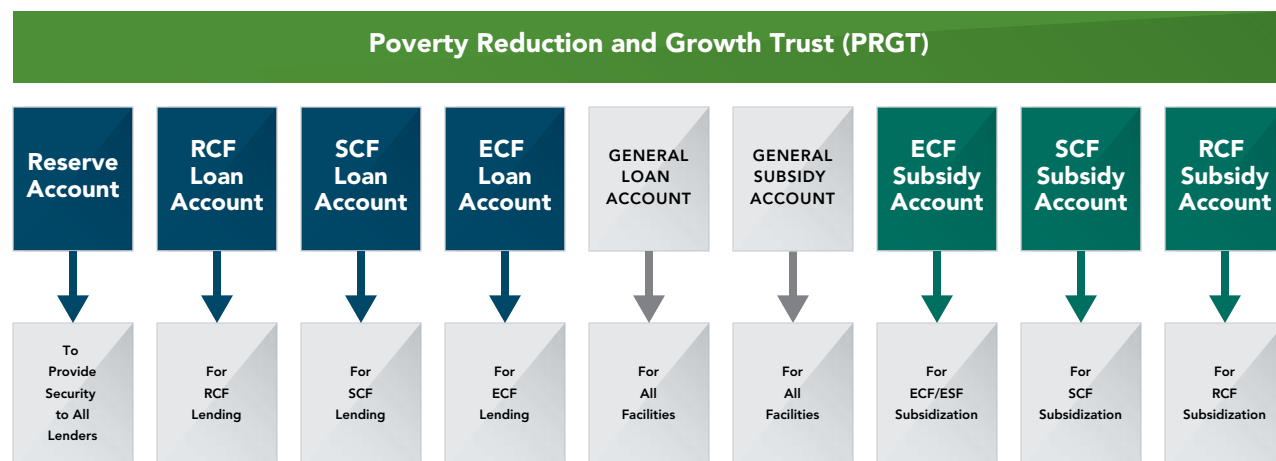 Poverty Reduction and Growth Trust (PRGT)
Reserve
Account
RCF
Loan
Account
SCF
Loan
Account
ECF
Loan
Account
GENERAL
LOAN
ACCOUNT
GENERAL
SUBSIDY
ACCOUNT
ECF
Subsidy
Account
SCF
Subsidy
Account
RCF
Subsidy
Account
To
Provide
Security
to All
Lenders
For
RCF
Lending
For
SCF
Lending
For
ECF
Lending
For
All
Facilities
For
All
Facilities
For
ECF/ESF
Subsidization
For
SCF
Subsidization
For
RCF
Subsidization